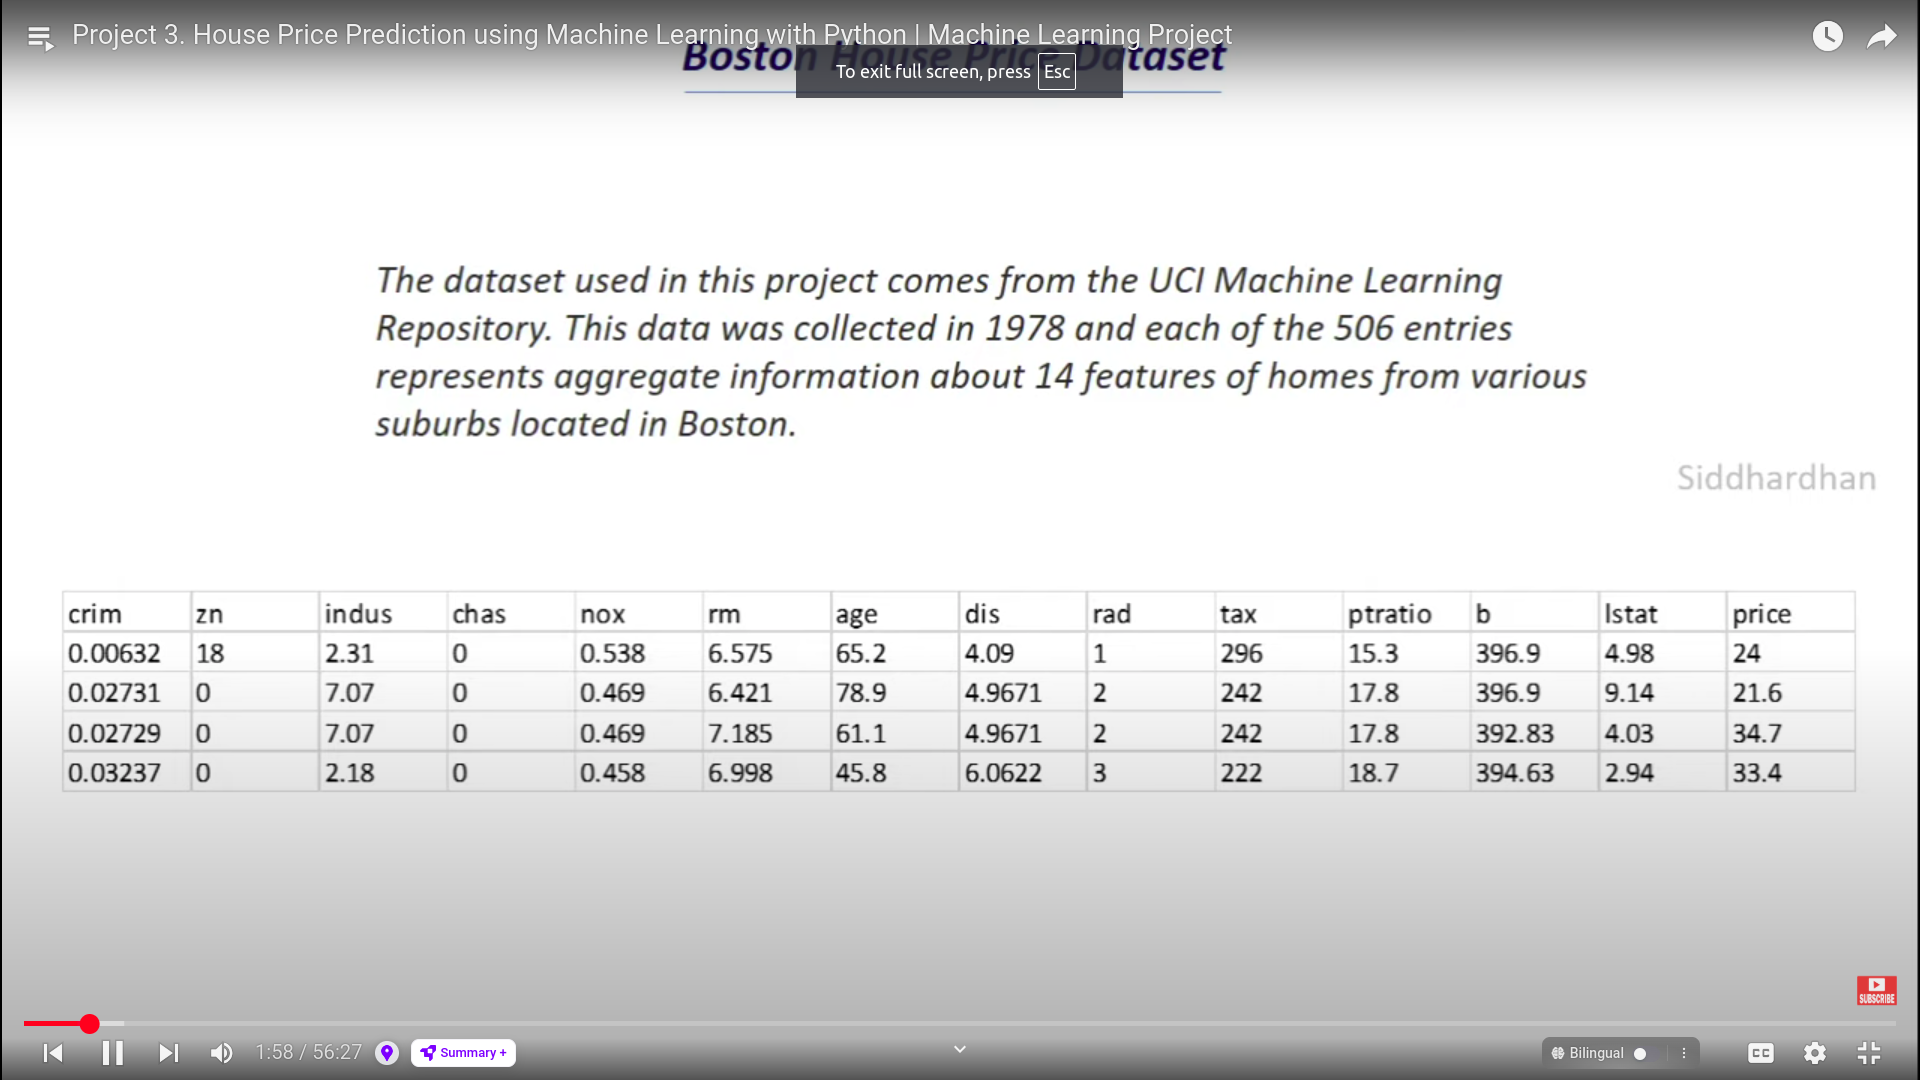 Project 3. House Price Prediction using Machine Learning with Python | Machine Learning Project
Boston House Price Dataset
To exit full screen, press Esc
The dataset used in this project comes from the UCI Machine Learning
Repository. This data was collected in 1978 and each of the 506 entries
represents aggregate information about 14 features of homes from various
suburbs located in Boston.
Siddhardhan
crim zn indus chas nox rm age dis rad tax ptratio b lstat price
0.00632 18 2.31 0 0.538 6.575 65.2 4.09 1 296 15.3 396.9 4.98 24
0.02731 0 7.07 0 0.469 6.421 78.9 4.9671 2 242 17.8 396.9 9.14 21.6
0.02729 0 7.07 0 0.469 7.185 61.1 4.9671 2 242 17.8 392.83 4.03 34.7
0.03237 0 2.18 0 0.458 6.998 45.8 6.0622 3 222 18.7 394.63 2.94 33.4
SUBSCRIBE
1:58 / 56:27 Summary + Bilingual CC